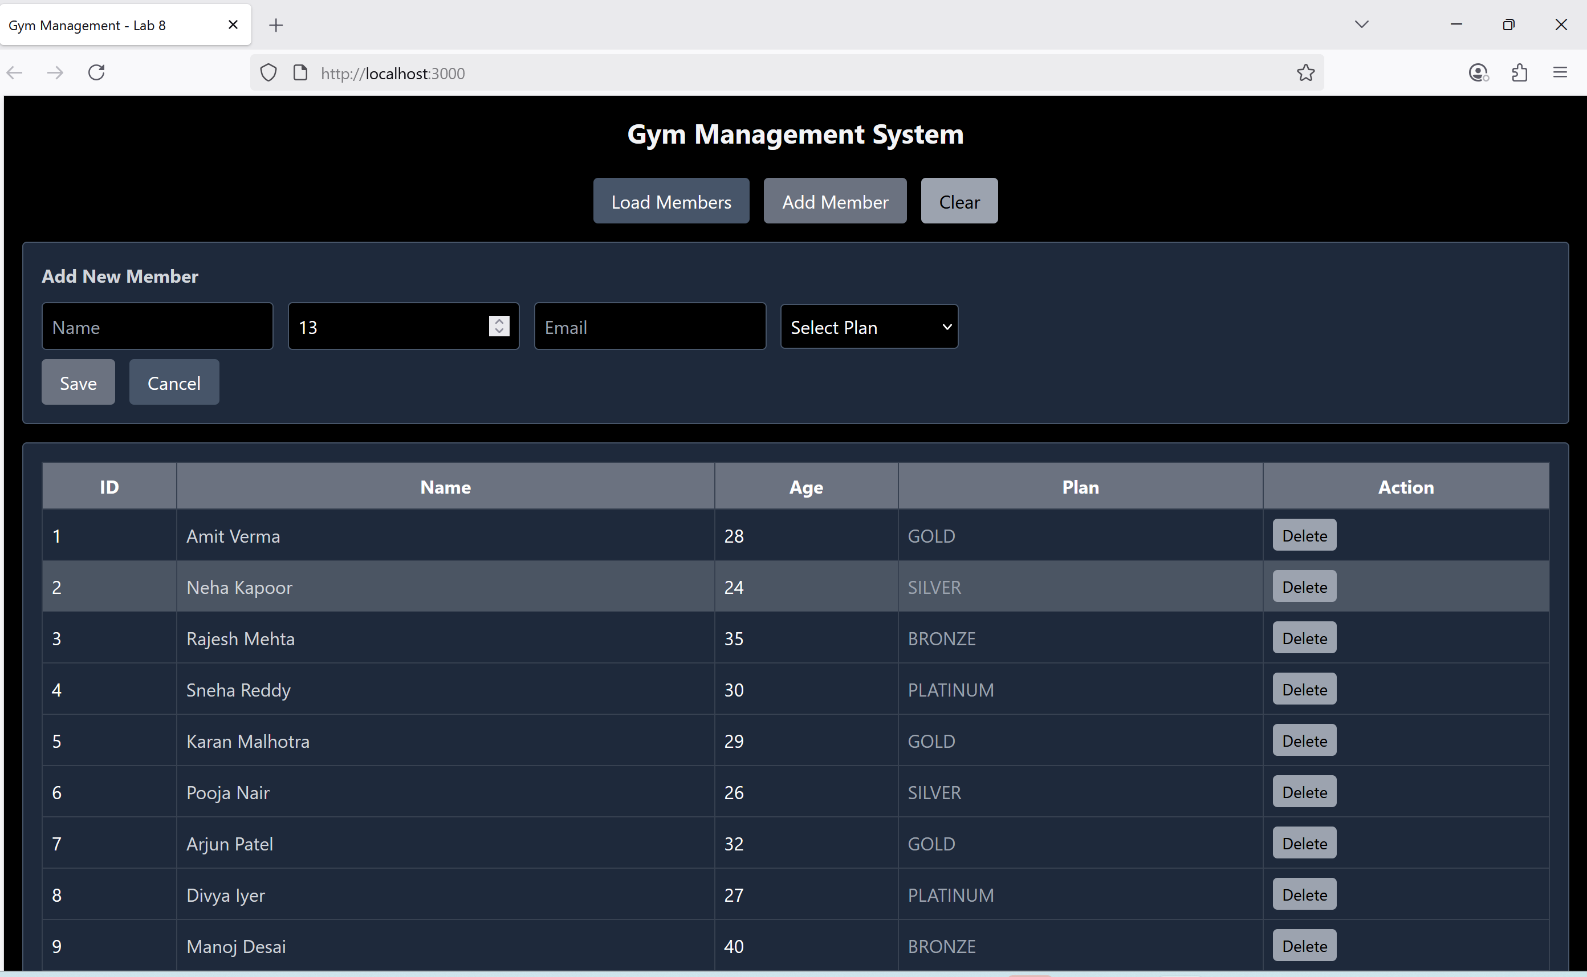 Gym Management - Lab 8
http://localhost:3000
Gym Management System
Load Members Add Member Clear
Add New Member
Name 13 Email Select Plan
Save Cancel
ID Name Age Plan Action
1 Amit Verma 28 GOLD Delete
2 Neha Kapoor 24 SILVER Delete
3 Rajesh Mehta 35 BRONZE Delete
4 Sneha Reddy 30 PLATINUM Delete
5 Karan Malhotra 29 GOLD Delete
6 Pooja Nair 26 SILVER Delete
7 Arjun Patel 32 GOLD Delete
8 Divya Iyer 27 PLATINUM Delete
9 Manoj Desai 40 BRONZE Delete